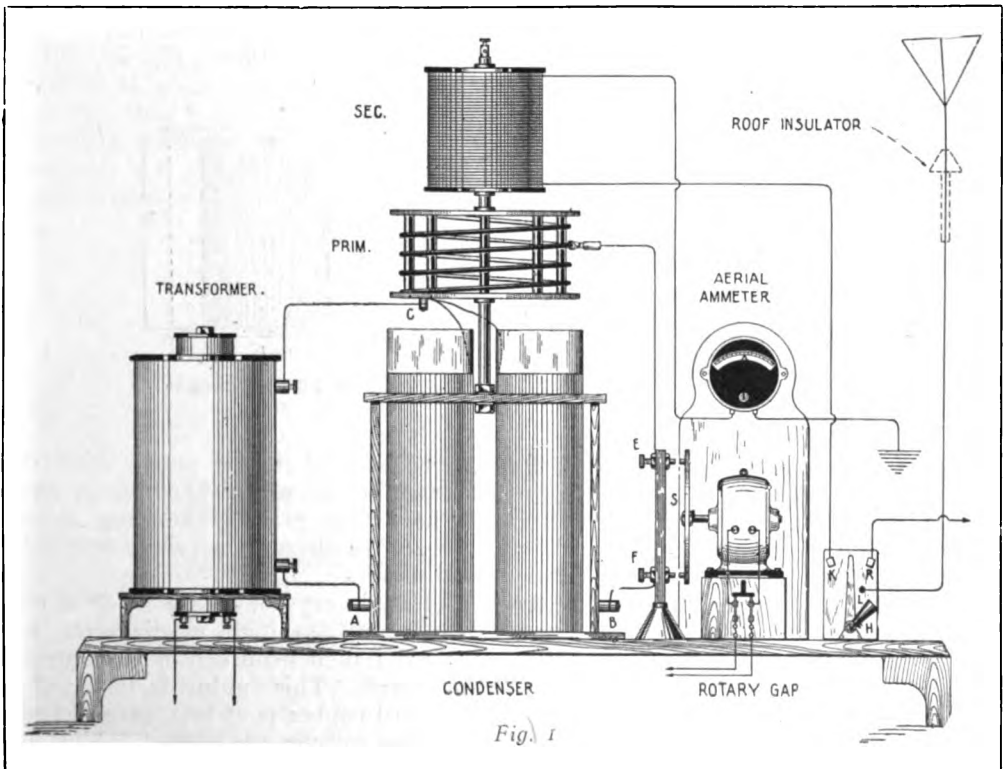 SEC.
ROOF INSULATOR
PRIM.
AERIAL
AMMETER
TRANSFORMER.
C
E
S
F
K
R
L
H
A
B
CONDENSER
ROTARY GAP
Fig. 1